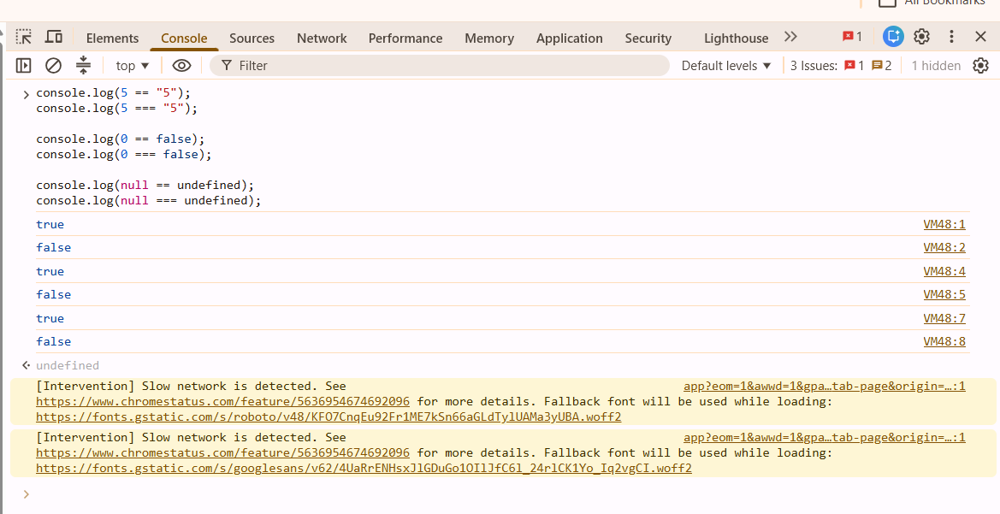 All Bookmarks
Elements Console Sources Network Performance Memory Application Security Lighthouse 1
top Filter Default levels 3 Issues: 1 2 1 hidden
console.log(5 == "5");
console.log(5 === "5");
console.log(0 == false);
console.log(0 === false);
console.log(null == undefined);
console.log(null === undefined);
true VM48:1
false VM48:2
true VM48:4
false VM48:5
true VM48:7
false VM48:8
undefined
[Intervention] Slow network is detected. See app?eom=1&awwd=1&gpa…tab-page&origin=…:1
https://www.chromestatus.com/feature/5636954674692096 for more details. Fallback font will be used while loading:
https://fonts.gstatic.com/s/roboto/v48/KFO7CnqEu92Fr1ME7kSn66aGLdTylUAMa3yUBA.woff2
[Intervention] Slow network is detected. See app?eom=1&awwd=1&gpa…tab-page&origin=…:1
https://www.chromestatus.com/feature/5636954674692096 for more details. Fallback font will be used while loading:
https://fonts.gstatic.com/s/googlesans/v62/4UaRrENHsxJlGDuGo1OIlJfC6l_24rlCK1Yo_Iq2vgCI.woff2